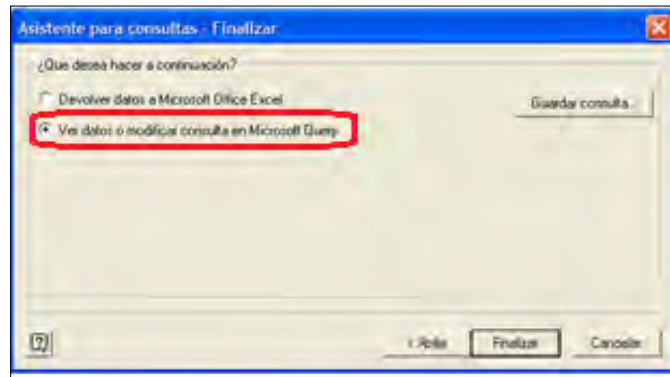 Asistente para consultas - Finalizar
¿Que desea hacer a continuación?
Devolver datos a Microsoft Office Excel
Guardar consulta...
Ver datos o modificar consulta en Microsoft Query
< Atrás
Finalizar
Cancelar